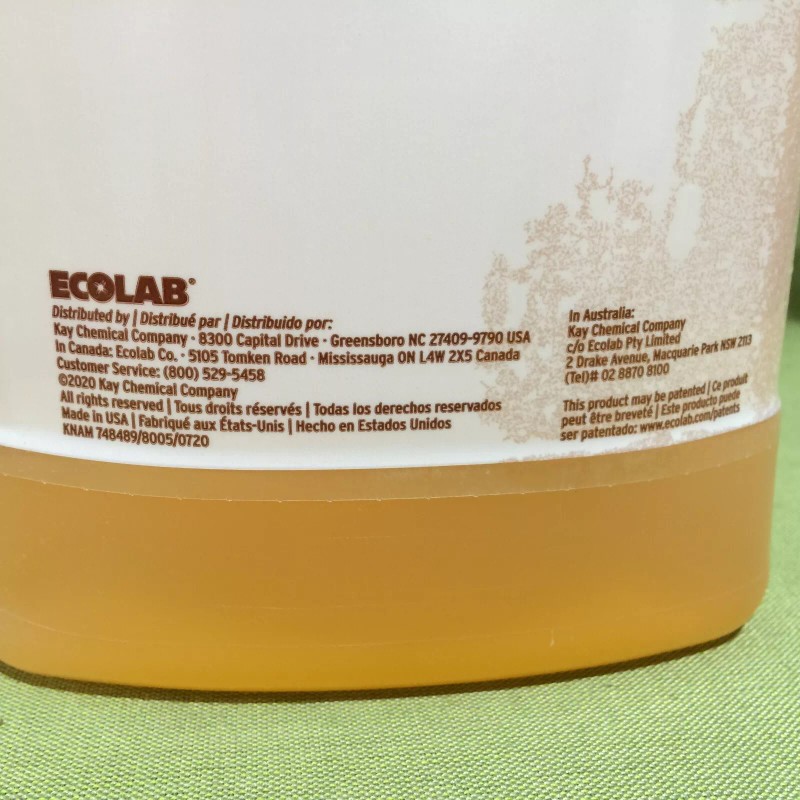 ECOLAB®
Distributed by | Distribué par | Distribuido por:
Kay Chemical Company · 8300 Capital Drive · Greensboro NC 27409-9790 USA
In Canada: Ecolab Co. · 5105 Tomken Road · Mississauga ON L4W 2X5 Canada
Customer Service: (800) 529-5458
©2020 Kay Chemical Company
All rights reserved | Tous droits réservés | Todas los derechos reservados
Made in USA | Fabriqué aux États-Unis | Hecho en Estados Unidos
KNAM 748489/8005/0720
In Australia:
Kay Chemical Company
c/o Ecolab Pty Limited
2 Drake Avenue, Macquarie Park NSW 2113
(Tel)# 02 8870 8100
This product may be patented | Ce produit
peut être breveté | Este producto puede
ser patentado: www.ecolab.com/patents